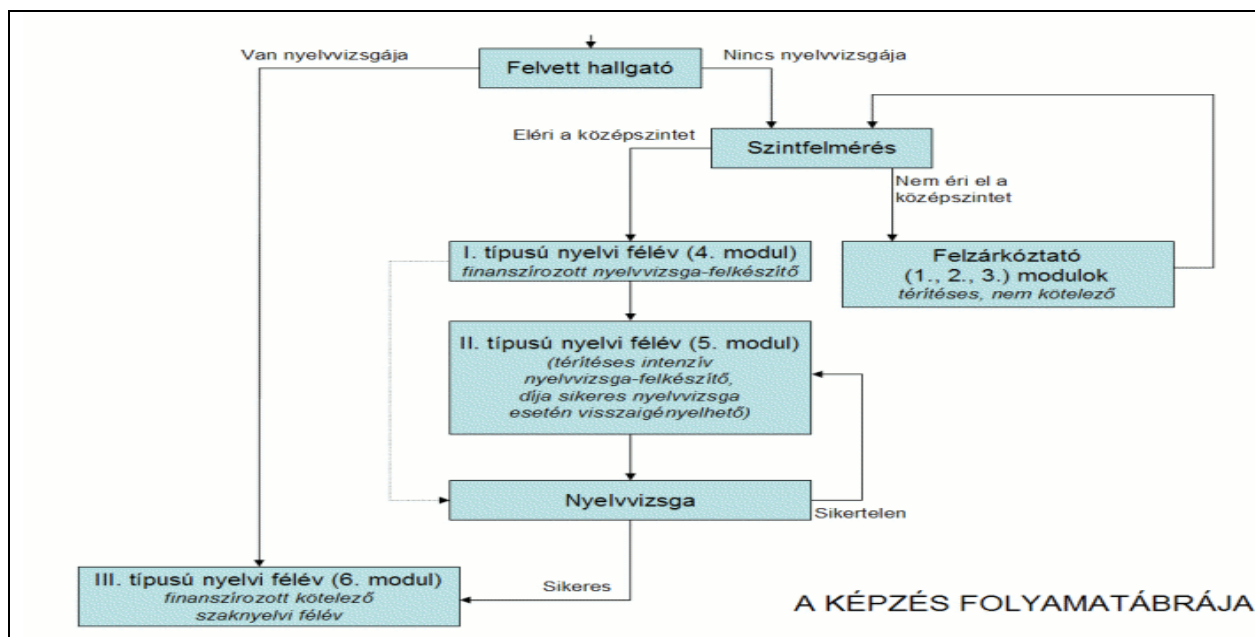 Van nyelvvizsgája
Felvett hallgató
Nincs nyelvvizsgája
Eléri a középszintet
Szintfelmérés
Nem éri el a
középszintet
I. típusú nyelvi félév (4. modul)
finanszírozott nyelvvizsga-felkészítő
Felzárkóztató
(1., 2., 3.) modulok
térítéses, nem kötelező
II. típusú nyelvi félév (5. modul)
(térítéses intenzív
nyelvvizsga-felkészítő,
díja sikeres nyelvvizsga
esetén visszaigényelhető)
Nyelvvizsga
Sikertelen
III. típusú nyelvi félév (6. modul)
finanszírozott kötelező
szaknyelvi félév
Sikeres
A KÉPZÉS FOLYAMATÁBRÁJA